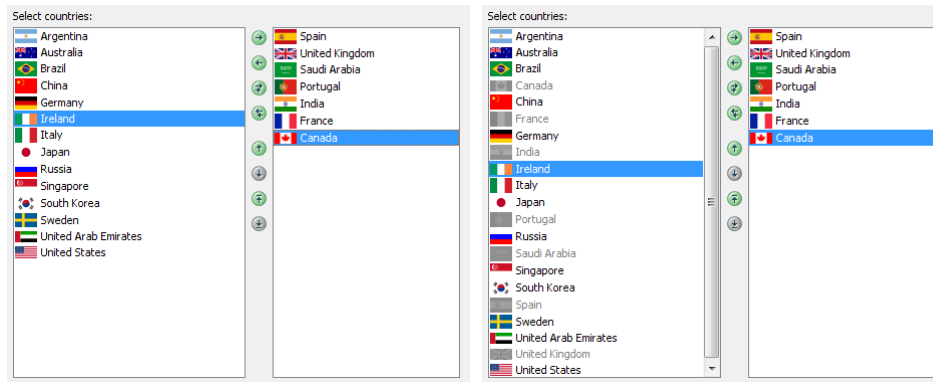 Select countries:
Argentina
Australia
Brazil
China
Germany
Ireland
Italy
Japan
Russia
Singapore
South Korea
Sweden
United Arab Emirates
United States
Spain
United Kingdom
Saudi Arabia
Portugal
India
France
Canada
Select countries:
Argentina
Australia
Brazil
Canada
China
France
Germany
India
Ireland
Italy
Japan
Portugal
Russia
Saudi Arabia
Singapore
South Korea
Spain
Sweden
United Arab Emirates
United Kingdom
United States
Spain
United Kingdom
Saudi Arabia
Portugal
India
France
Canada